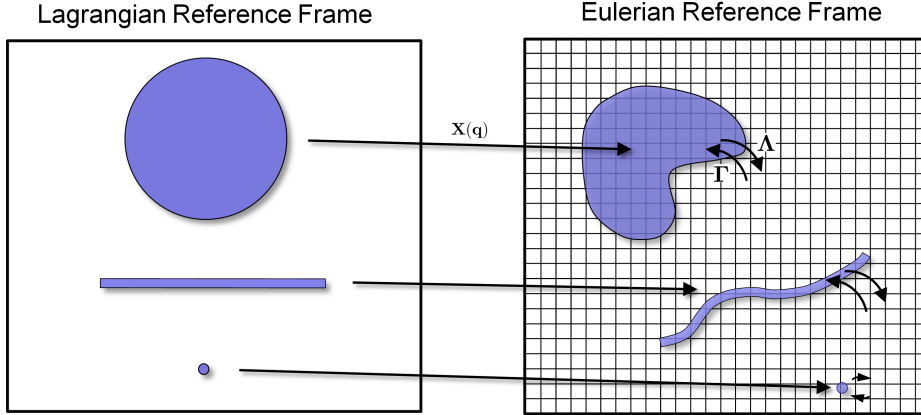 Lagrangian Reference Frame
Eulerian Reference Frame
X(q)
Λ
Γ